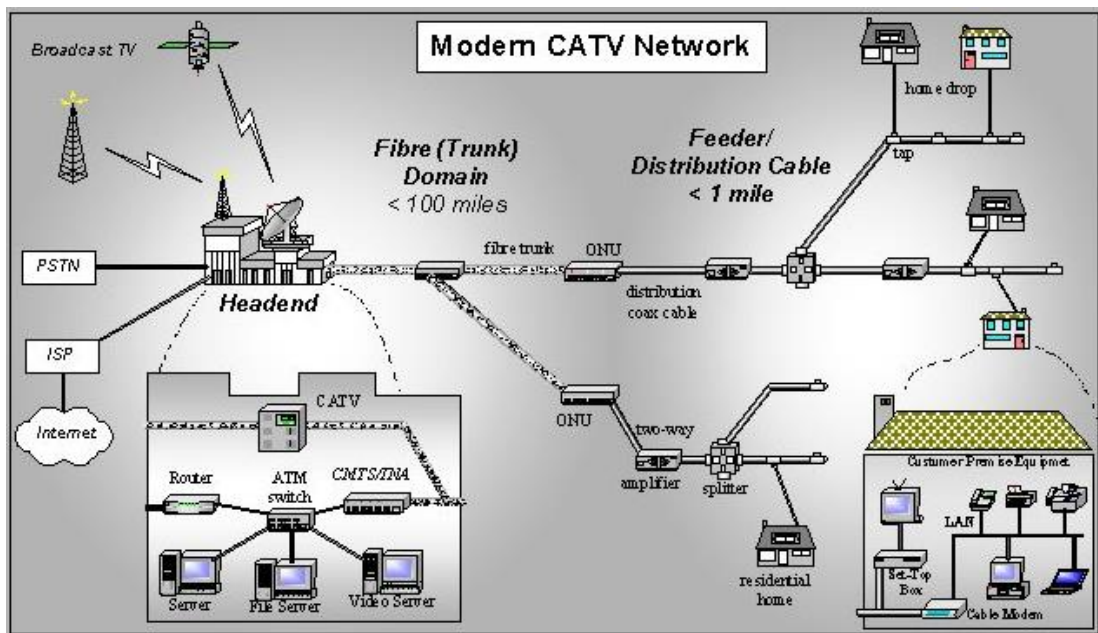 Modern CATV Network
Broadcast TV
home drop
Fibre (Trunk)
Domain
< 100 miles
Feeder/
Distribution Cable
< 1 mile
tap
fibre trunk
ONU
PSTN
distribution
coax cable
Headend
ISP
Internet
CATV
ONU
two-way
amplifier
splitter
Router
ATM
switch
CMTS/INA
Server
File Server
Video Server
residential
home
Custumer Premise Equipmet
LAN
Set-Top
Box
Cable Modem